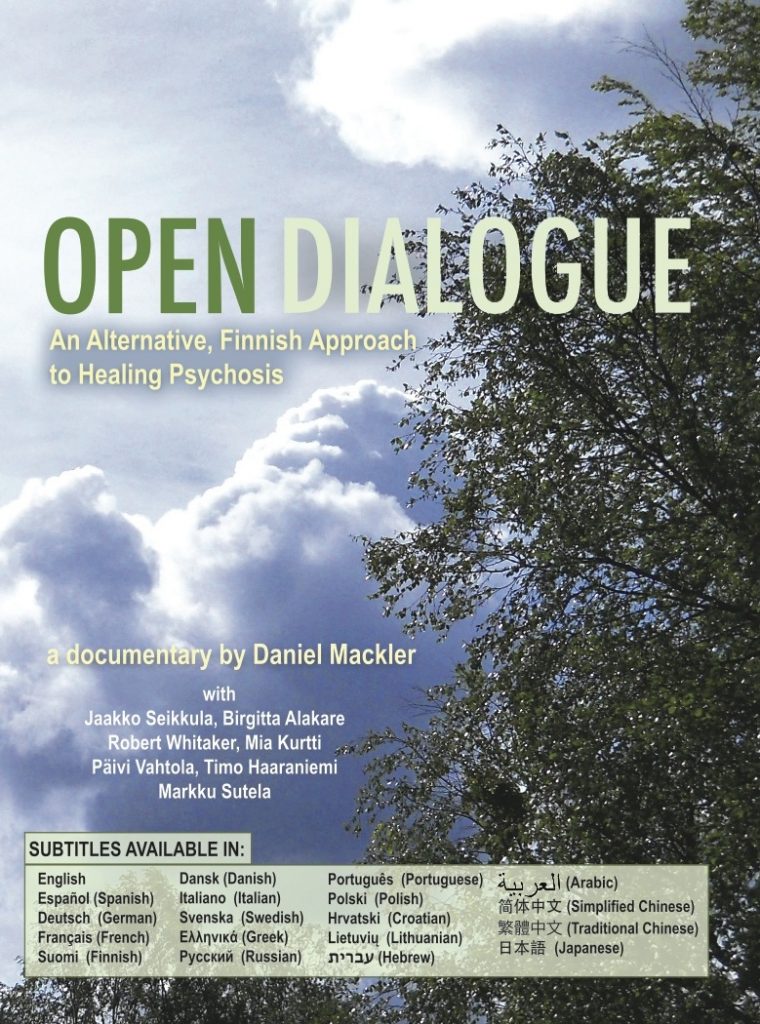 OPEN DIALOGUE
An Alternative, Finnish Approach
to Healing Psychosis
a documentary by Daniel Mackler
with
Jaakko Seikkula, Birgitta Alakare
Robert Whitaker, Mia Kurtti
Päivi Vahtola, Timo Haaraniemi
Markku Sutela
SUBTITLES AVAILABLE IN:
English
Español (Spanish)
Deutsch (German)
Français (French)
Suomi (Finnish)
Dansk (Danish)
Italiano (Italian)
Svenska (Swedish)
Ελληνικά (Greek)
Русский (Russian)
Português (Portuguese)
Polski (Polish)
Hrvatski (Croatian)
Lietuvių (Lithuanian)
עברית (Hebrew)
العربية (Arabic)
简体中文 (Simplified Chinese)
繁體中文 (Traditional Chinese)
日本語 (Japanese)